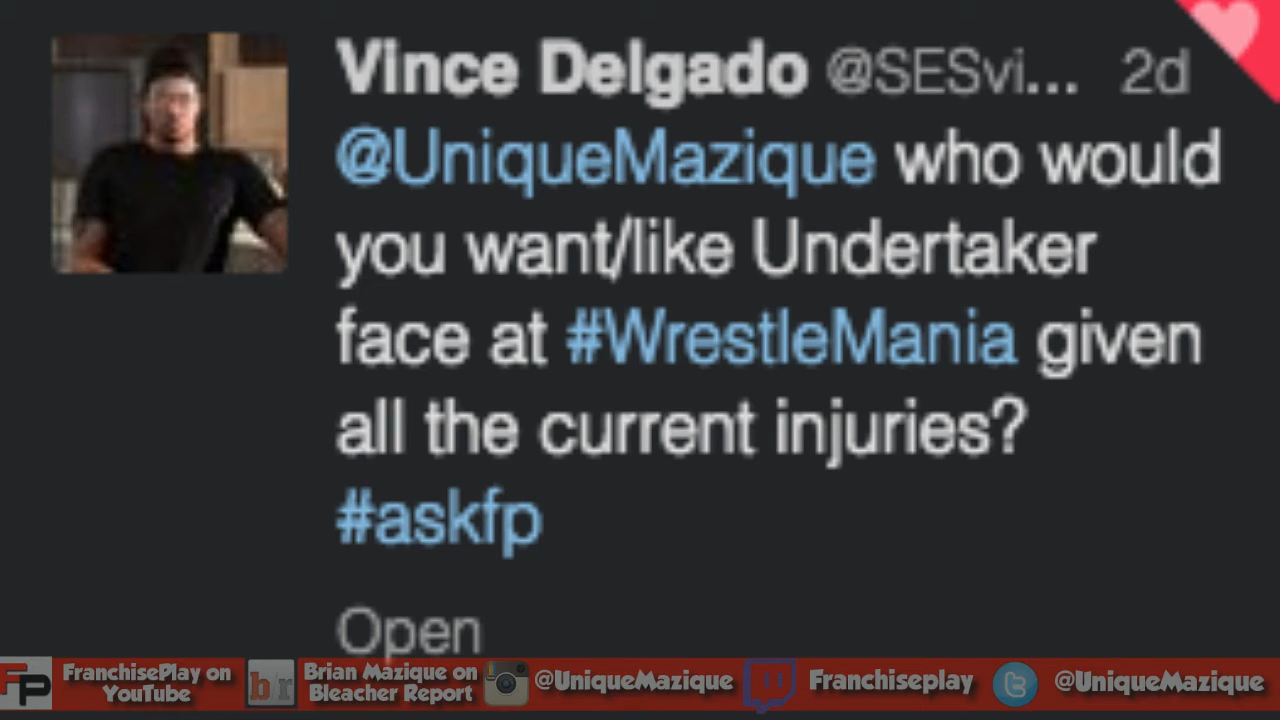 Vince Delgado @SESvi... 2d
@UniqueMazique who would
you want/like Undertaker
face at #WrestleMania given
all the current injuries?
#askfp
Open
FP
FranchisePlay on
YouTube
b/r
Brian Mazique on
Bleacher Report
@UniqueMazique
Franchiseplay
@UniqueMazique